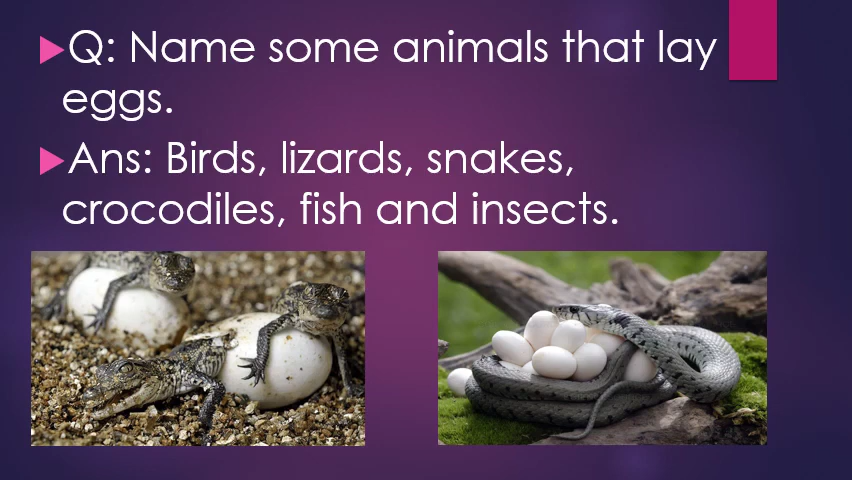 Q: Name some animals that lay
eggs.
Ans: Birds, lizards, snakes,
crocodiles, fish and insects.